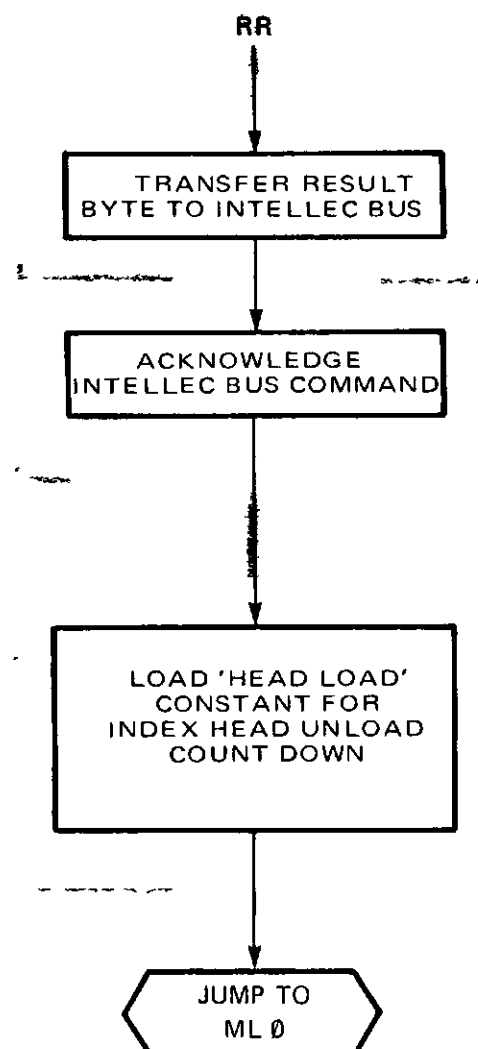 RR
TRANSFER RESULT
BYTE TO INTELLEC BUS
ACKNOWLEDGE
INTELLEC BUS COMMAND
LOAD 'HEAD LOAD'
CONSTANT FOR
INDEX HEAD UNLOAD
COUNT DOWN
JUMP TO
ML Ø